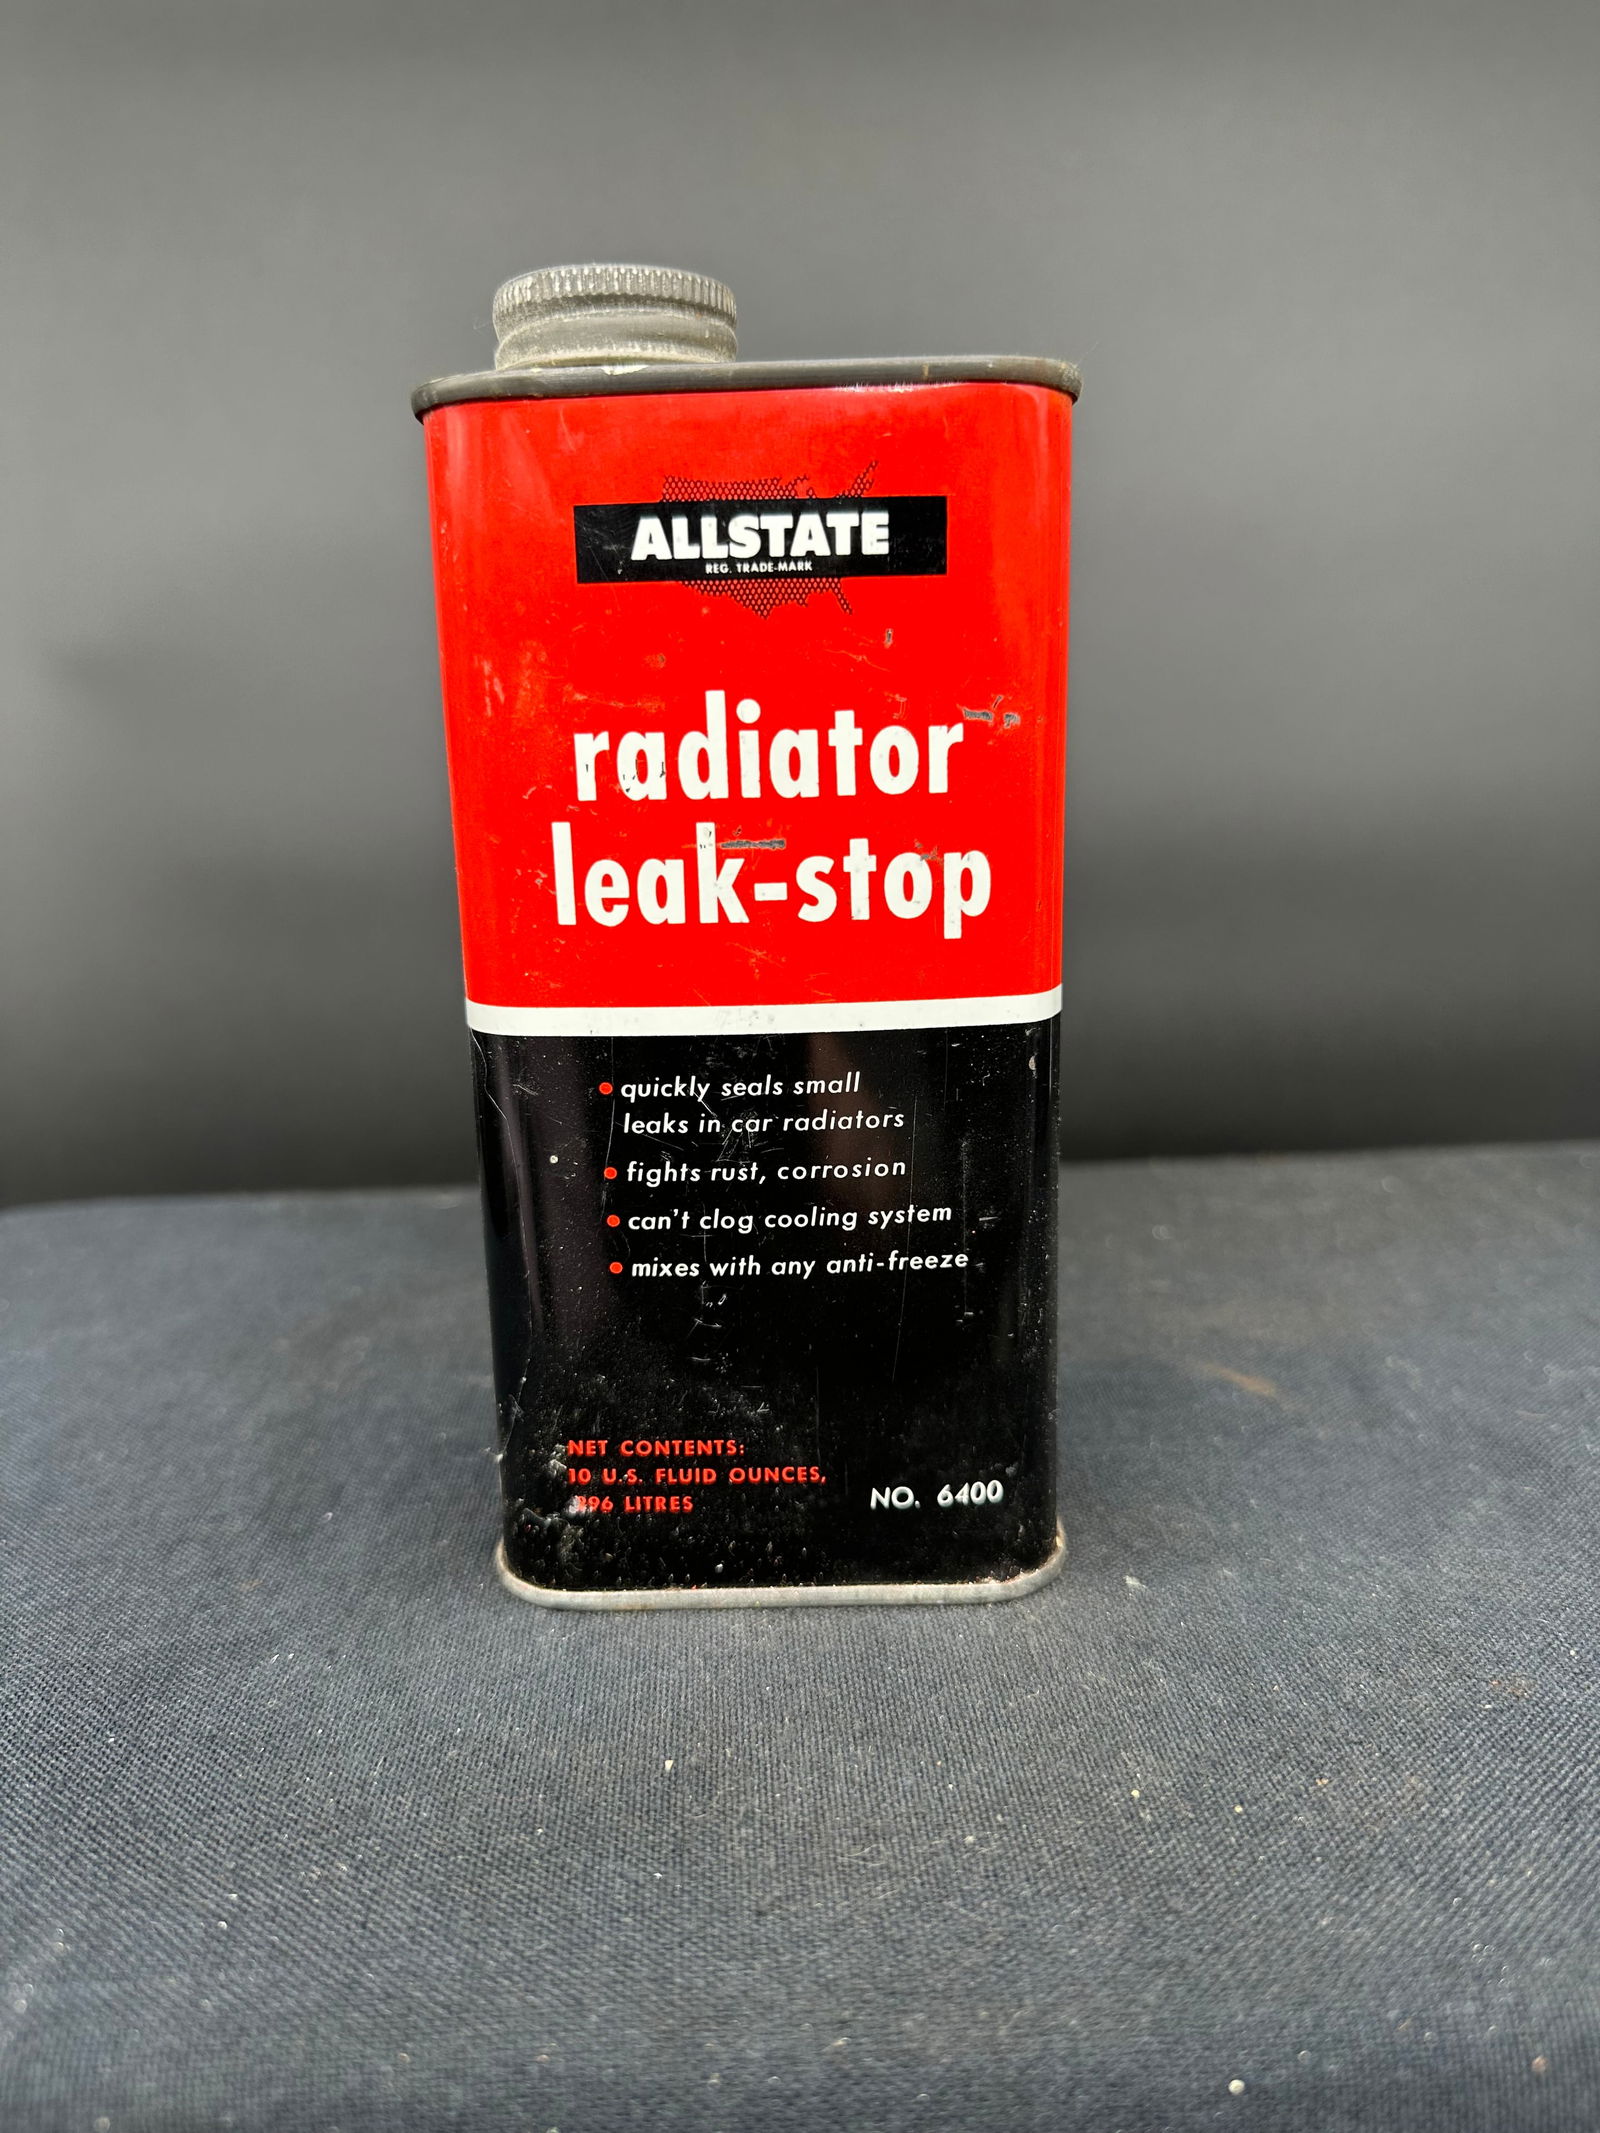 ALLSTATE
REG. TRADE-MARK
radiator
leak-stop
quickly seals small
leaks in car radiators
fights rust, corrosion
can't clog cooling system
mixes with any anti-freeze
NET CONTENTS:
10 U.S. FLUID OUNCES,
.296 LITRES
NO. 6400